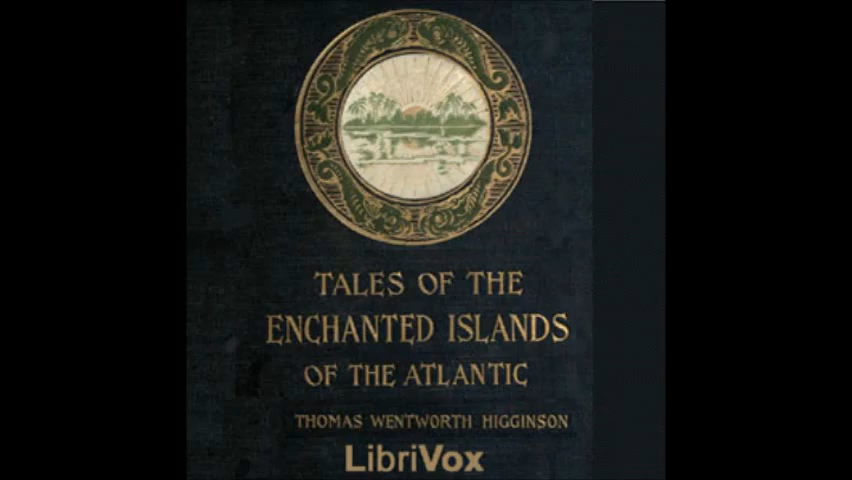 TALES OF THE
ENCHANTED ISLANDS
OF THE ATLANTIC
THOMAS WENTWORTH HIGGINSON
LibriVox